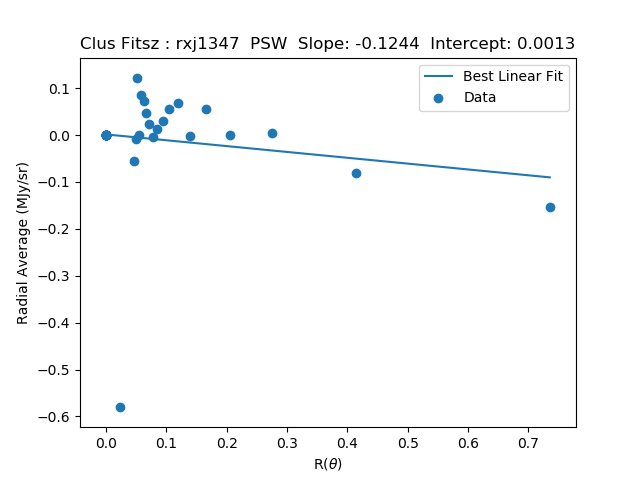 Clus Fitsz : rxj1347  PSW  Slope: -0.1244  Intercept: 0.0013
Best Linear Fit
Data
0.1
0.0
−0.1
−0.2
−0.3
−0.4
−0.5
−0.6
Radial Average (MJy/sr)
0.0 0.1 0.2 0.3 0.4 0.5 0.6 0.7
R(θ)